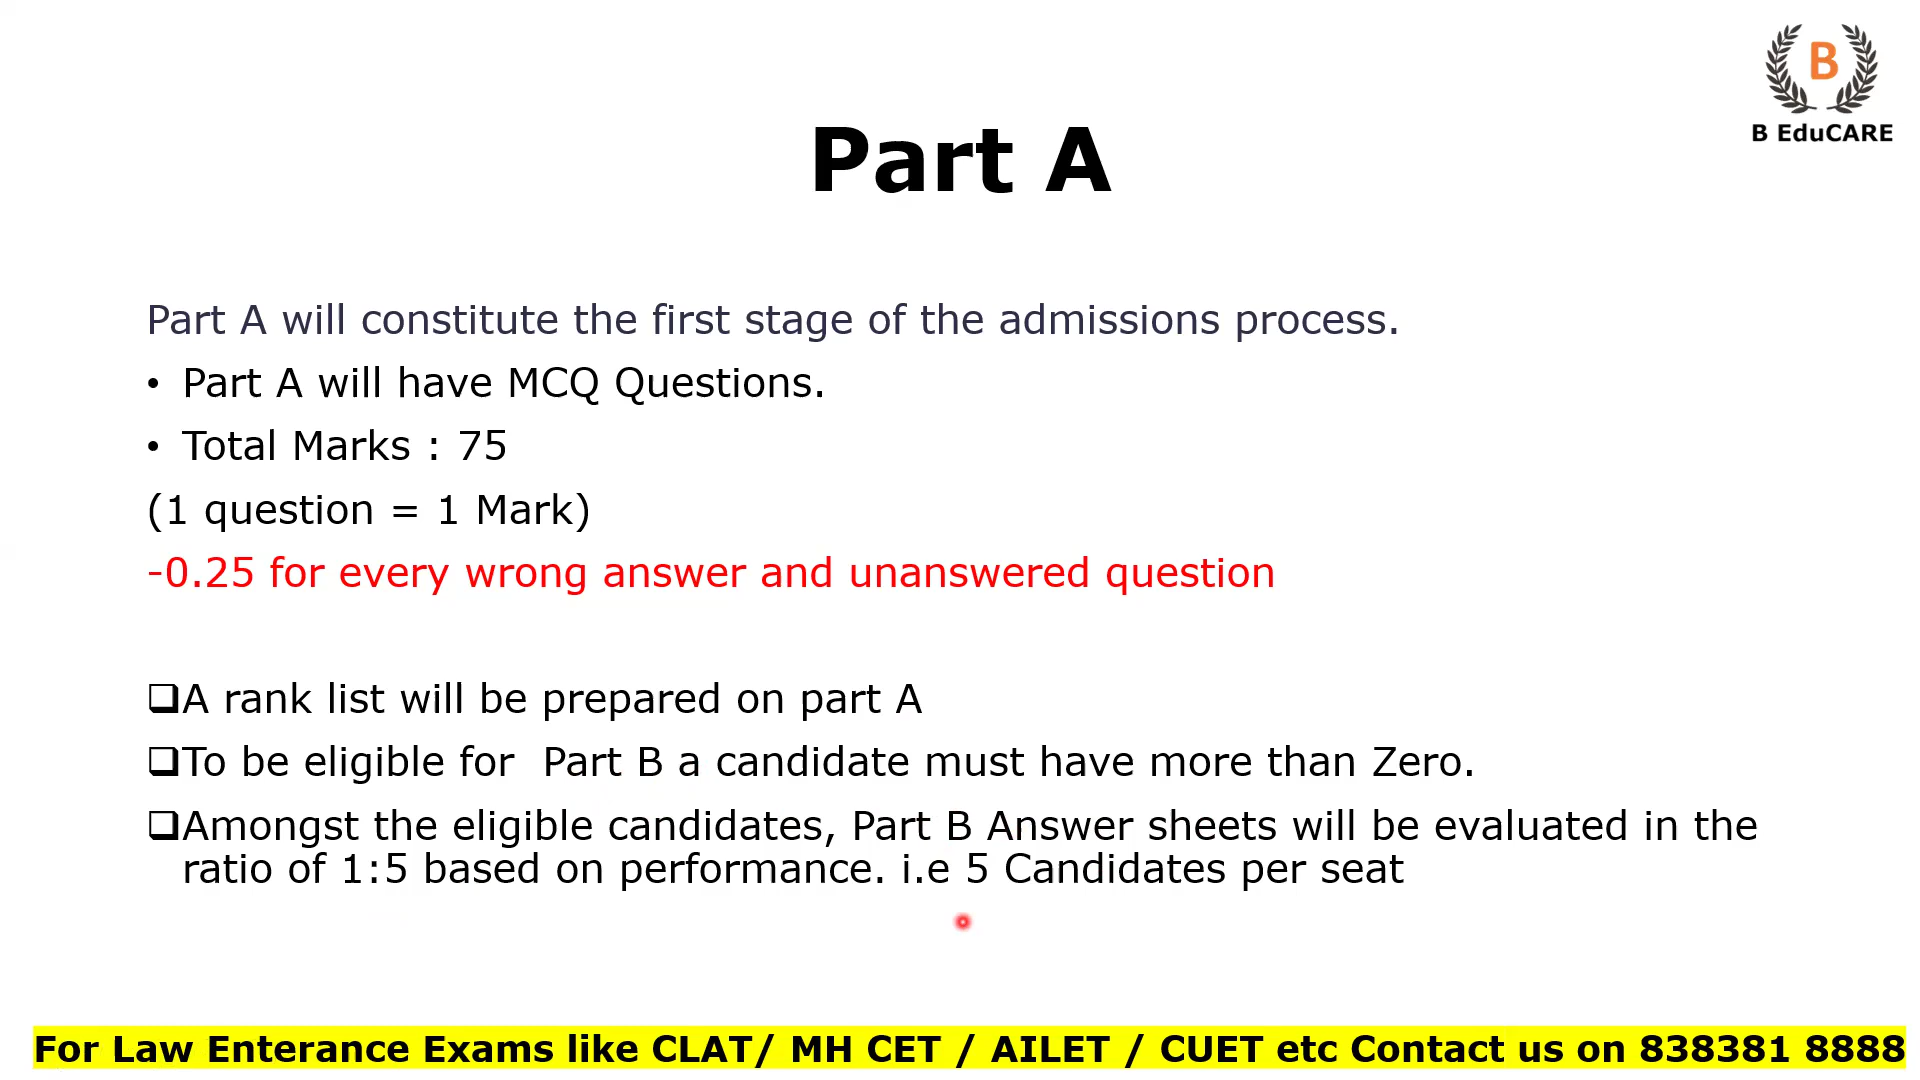 B
B EduCARE
Part A
Part A will constitute the first stage of the admissions process.
• Part A will have MCQ Questions.
• Total Marks : 75
(1 question = 1 Mark)
-0.25 for every wrong answer and unanswered question
❑A rank list will be prepared on part A
❑To be eligible for  Part B a candidate must have more than Zero.
❑Amongst the eligible candidates, Part B Answer sheets will be evaluated in the
ratio of 1:5 based on performance. i.e 5 Candidates per seat
For Law Enterance Exams like CLAT/ MH CET / AILET / CUET etc Contact us on 838381 8888